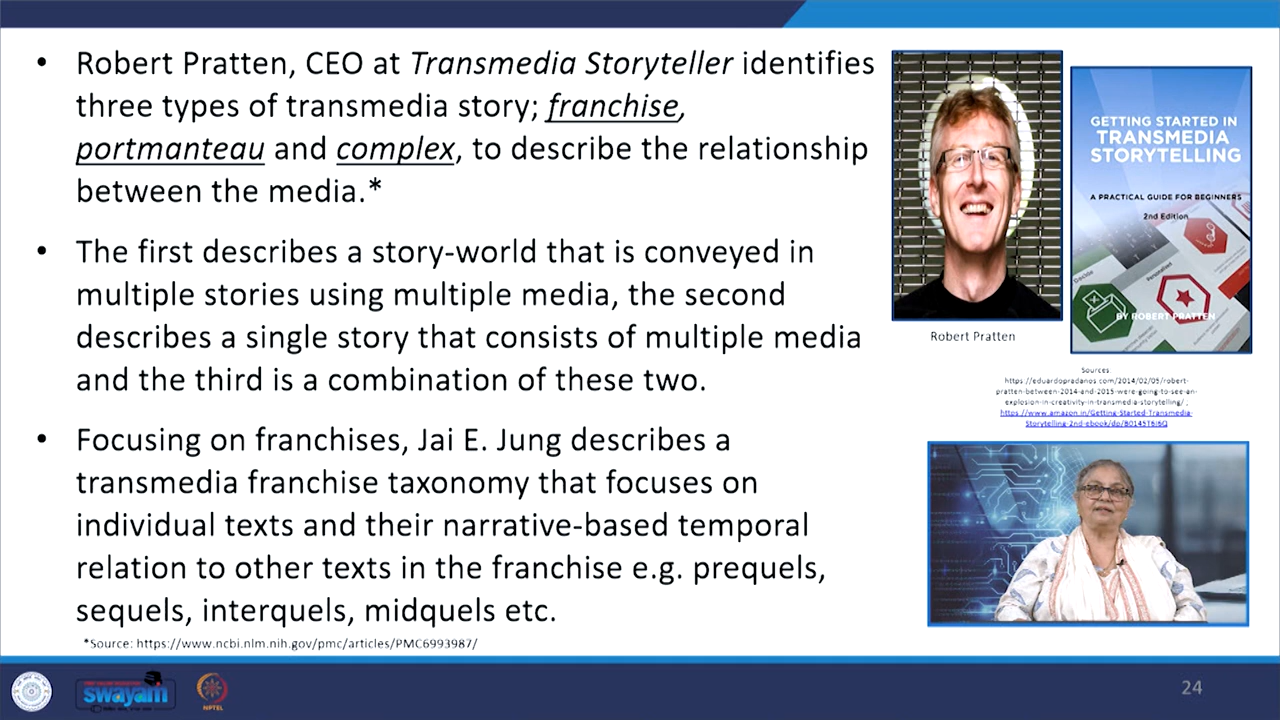 • Robert Pratten, CEO at Transmedia Storyteller identifies
three types of transmedia story; franchise,
portmanteau and complex, to describe the relationship
between the media.*
• The first describes a story-world that is conveyed in
multiple stories using multiple media, the second
describes a single story that consists of multiple media
and the third is a combination of these two.
• Focusing on franchises, Jai E. Jung describes a
transmedia franchise taxonomy that focuses on
individual texts and their narrative-based temporal
relation to other texts in the franchise e.g. prequels,
sequels, interquels, midquels etc.
*Source: https://www.ncbi.nlm.nih.gov/pmc/articles/PMC6993987/
GETTING STARTED IN
TRANSMEDIA
STORYTELLING
A PRACTICAL GUIDE FOR BEGINNERS
2nd Edition
BY ROBERT PRATTEN
Robert Pratten
Sources:
https://eduardopradanos.com/2014/02/05/robert-
pratten-between-2014-and-2015-were-going-to-see-an-
explosion-in-creativity-in-transmedia-storytelling/ ;
https://www.amazon.in/Getting-Started-Transmedia-
swayam
NPTEL
24